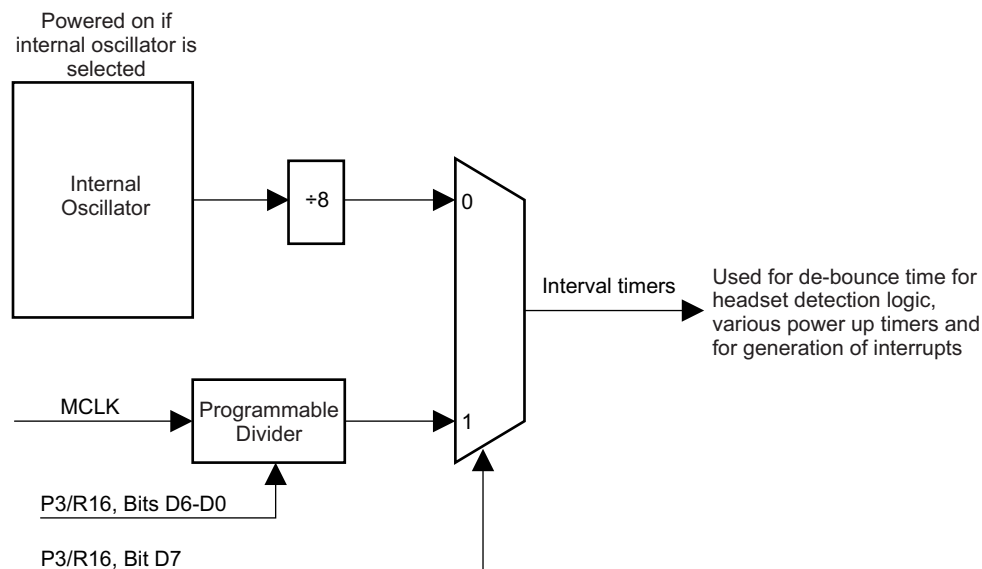 Powered on if
internal oscillator is
selected
Internal
Oscillator
÷8
0
Interval timers
Used for de-bounce time for
headset detection logic,
various power up timers and
for generation of interrupts
MCLK
Programmable
Divider
1
P3/R16, Bits D6-D0
P3/R16, Bit D7